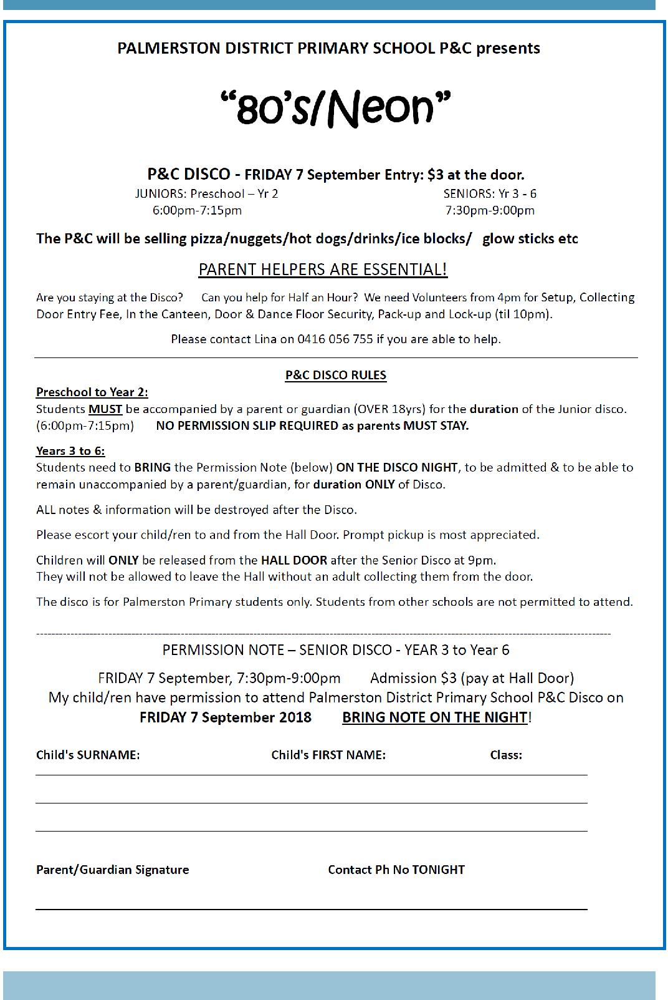 PALMERSTON DISTRICT PRIMARY SCHOOL P&C presents
“80’s/Neon”
P&C DISCO - FRIDAY 7 September Entry: $3 at the door.
JUNIORS: Preschool – Yr 2 SENIORS: Yr 3 - 6
6:00pm-7:15pm 7:30pm-9:00pm
The P&C will be selling pizza/nuggets/hot dogs/drinks/ice blocks/ glow sticks etc
PARENT HELPERS ARE ESSENTIAL!
Are you staying at the Disco? Can you help for Half an Hour? We need Volunteers from 4pm for Setup, Collecting
Door Entry Fee, In the Canteen, Door & Dance Floor Security, Pack-up and Lock-up (til 10pm).
Please contact Lina on 0416 056 755 if you are able to help.
P&C DISCO RULES
Preschool to Year 2:
Students MUST be accompanied by a parent or guardian (OVER 18yrs) for the duration of the Junior disco.
(6:00pm-7:15pm) NO PERMISSION SLIP REQUIRED as parents MUST STAY.
Years 3 to 6:
Students need to BRING the Permission Note (below) ON THE DISCO NIGHT, to be admitted & to be able to
remain unaccompanied by a parent/guardian, for duration ONLY of Disco.
ALL notes & information will be destroyed after the Disco.
Please escort your child/ren to and from the Hall Door. Prompt pickup is most appreciated.
Children will ONLY be released from the HALL DOOR after the Senior Disco at 9pm.
They will not be allowed to leave the Hall without an adult collecting them from the door.
The disco is for Palmerston Primary students only. Students from other schools are not permitted to attend.
PERMISSION NOTE – SENIOR DISCO - YEAR 3 to Year 6
FRIDAY 7 September, 7:30pm-9:00pm Admission $3 (pay at Hall Door)
My child/ren have permission to attend Palmerston District Primary School P&C Disco on
FRIDAY 7 September 2018 BRING NOTE ON THE NIGHT!
Child's SURNAME: Child's FIRST NAME: Class:
Parent/Guardian Signature Contact Ph No TONIGHT